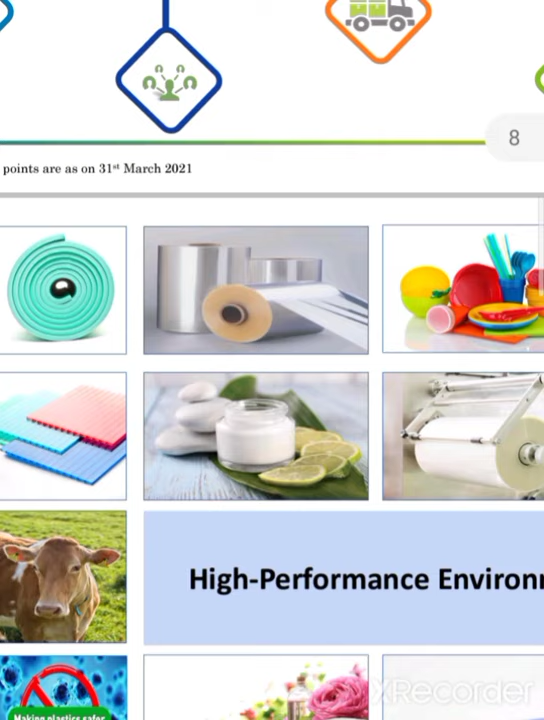 8
points are as on 31st March 2021
High-Performance Environ
Making plastics safer
XRecorder